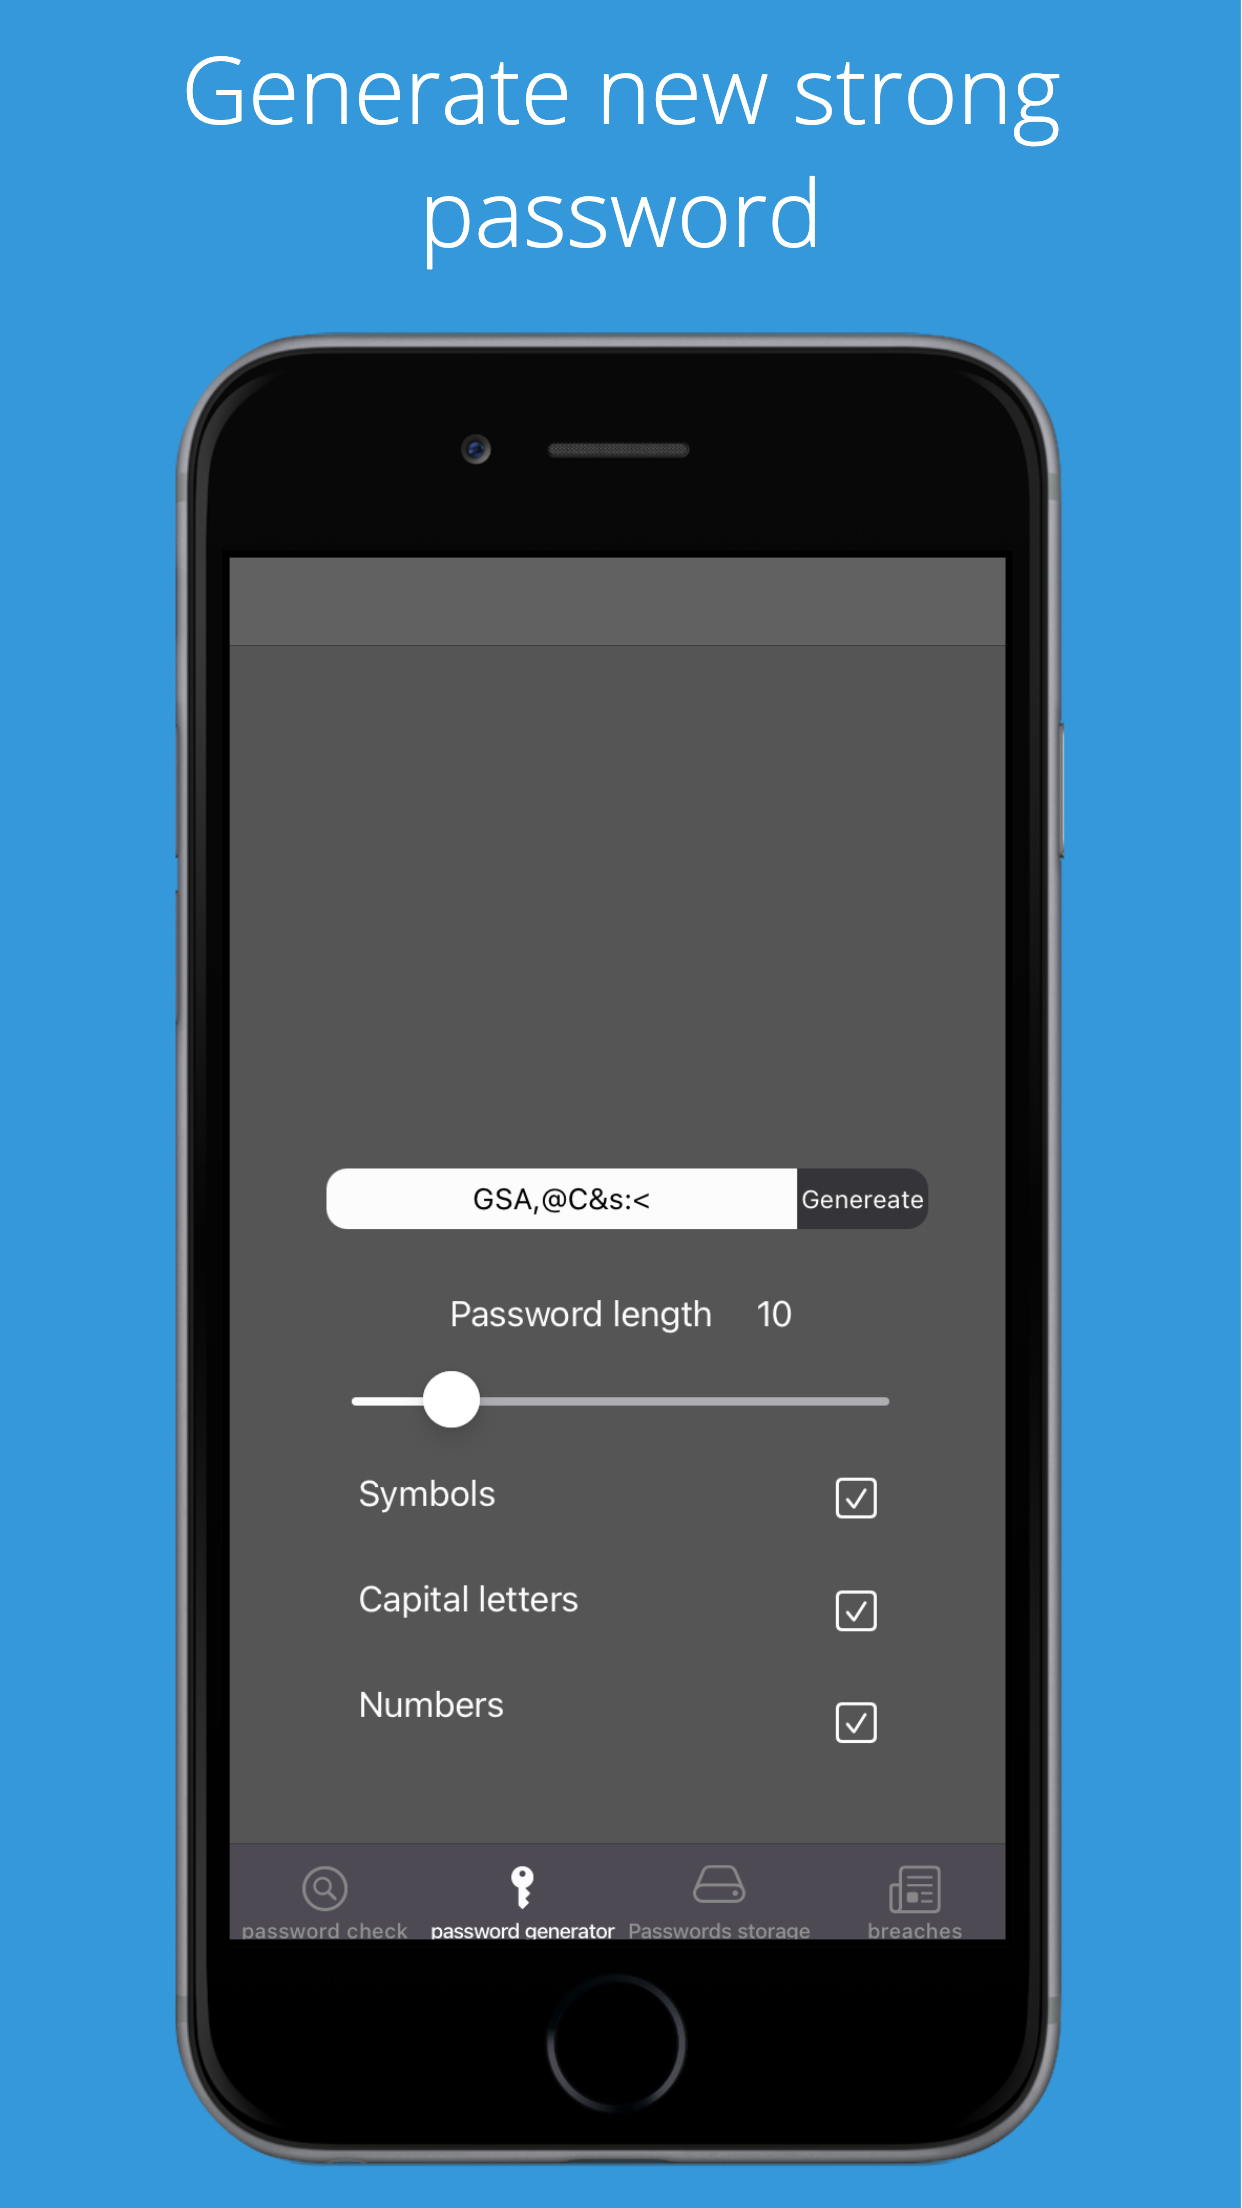 Generate new strong
password
GSA,@C&s:<
Genereate
Password length 10
Symbols
Capital letters
Numbers
password check
password generator
Passwords storage
breaches